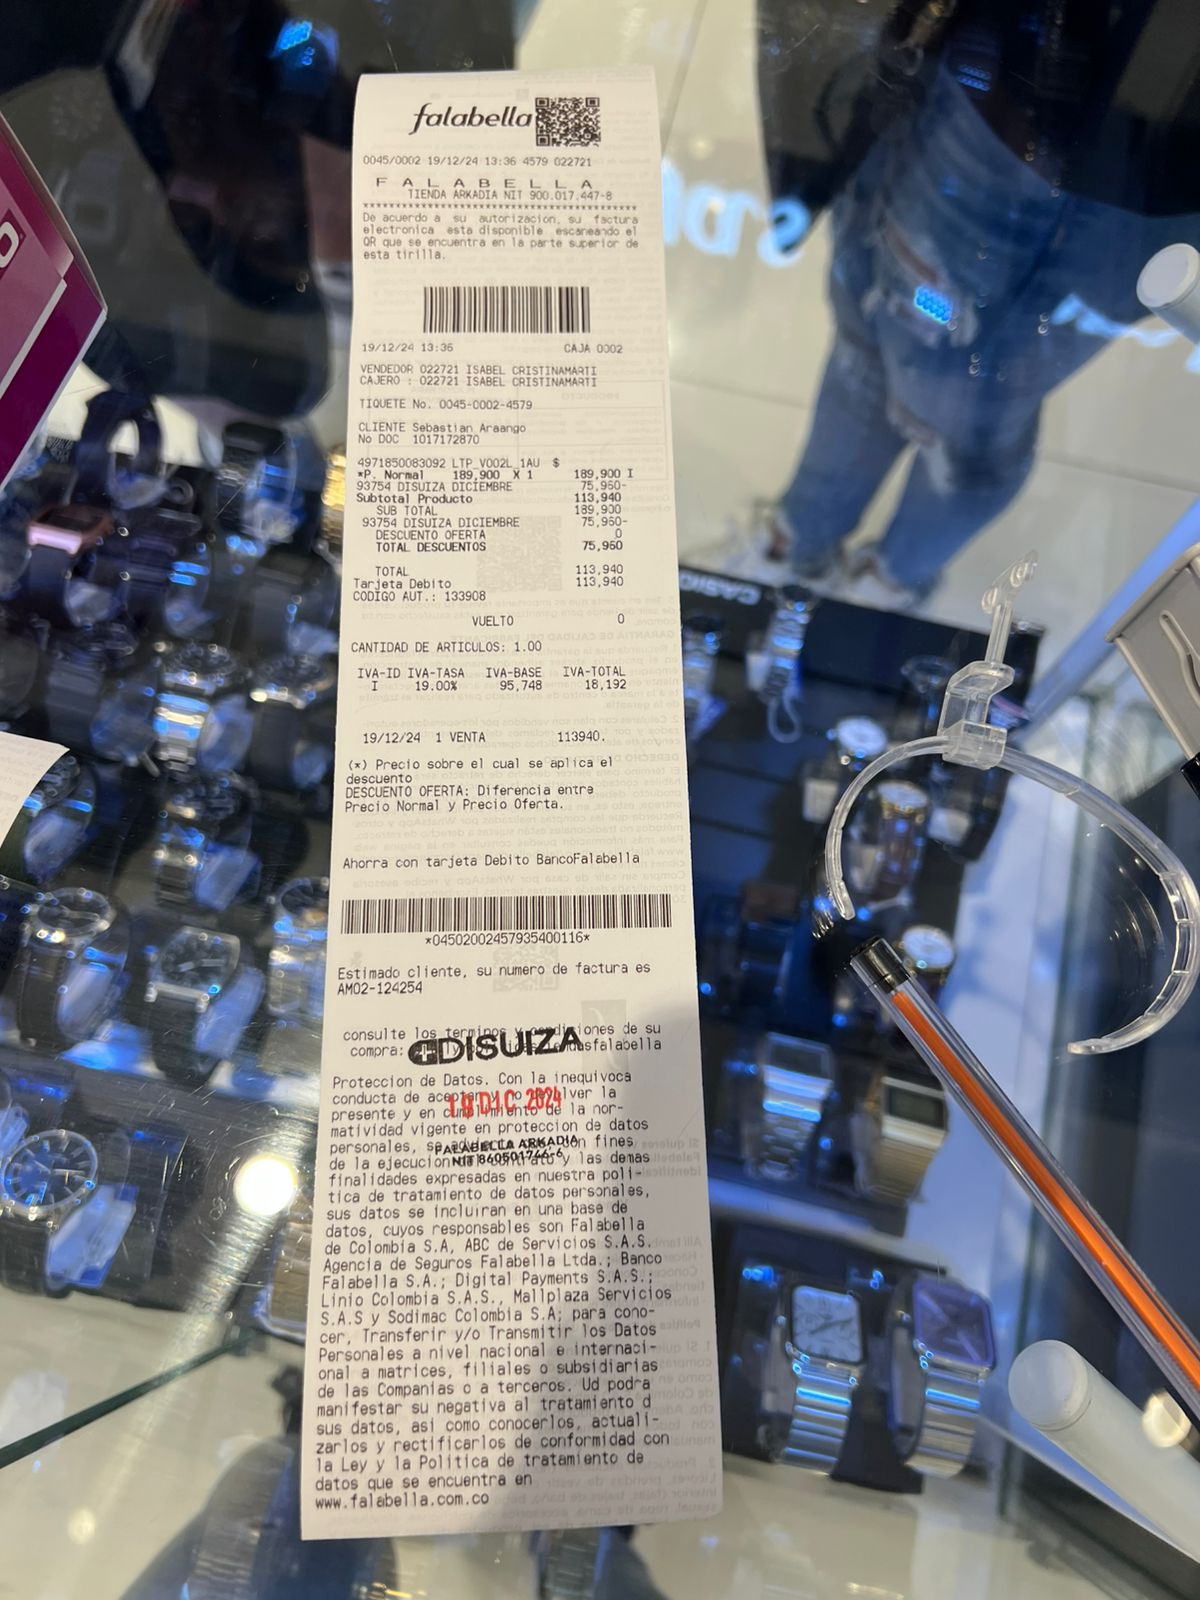 falabella
0045/0002 19/12/24 13:36 4579 022721
F A L A B E L L A
TIENDA ARKADIA NIT 900.017.447-8
****************************************
De acuerdo a su autorizacion, su factura
electronica esta disponible escaneando el
QR que se encuentra en la parte superior de
esta tirilla.
19/12/24 13:36 CAJA 0002
VENDEDOR 022721 ISABEL CRISTINAMARTI
CAJERO : 022721 ISABEL CRISTINAMARTI
TIQUETE No. 0045-0002-4579
CLIENTE Sebastian Araango
No DOC 1017172870
4971850083092 LTP_V002L_1AU $
*P. Normal 189,900 X 1 189,900 I
93754 DISUIZA DICIEMBRE 75,960-
Subtotal Producto 113,940
SUB TOTAL 189,900
93754 DISUIZA DICIEMBRE 75,960-
DESCUENTO OFERTA 0
TOTAL DESCUENTOS 75,960
TOTAL 113,940
Tarjeta Debito 113,940
CODIGO AUT.: 133908
VUELTO 0
CANTIDAD DE ARTICULOS: 1.00
IVA-ID IVA-TASA IVA-BASE IVA-TOTAL
I 19.00% 95,748 18,192
19/12/24 1 VENTA 113940.
(*) Precio sobre el cual se aplica el
descuento
DESCUENTO OFERTA: Diferencia entre
Precio Normal y Precio Oferta.
Ahorra con tarjeta Debito BancoFalabella
*04502002457935400116*
Estimado cliente, su numero de factura es
AM02-124254
consulte los terminos y condiciones de su
compra:
DISUIZA
Proteccion de Datos. Con la inequivoca
conducta de aceptar y no devolver la
19 DIC 2024
presente y en cumplimiento de la nor-
matividad vigente en proteccion de datos
personales, se con fines
FALABELLA ARKADIA
NIT 860501746-6
de la ejecucion del contrato y las demas
finalidades expresadas en nuestra poli-
tica de tratamiento de datos personales,
sus datos se incluiran en una base de
datos, cuyos responsables son Falabella
de Colombia S.A, ABC de Servicios S.A.S.
Agencia de Seguros Falabella Ltda.; Banco
Falabella S.A.; Digital Payments S.A.S.;
Linio Colombia S.A.S., Mallplaza Servicios
S.A.S y Sodimac Colombia S.A; para cono-
cer, Transferir y/o Transmitir los Datos
Personales a nivel nacional e internaci-
onal a matrices, filiales o subsidiarias
de las Companias o a terceros. Ud podra
manifestar su negativa al tratamiento d
sus datos, asi como conocerlos, actuali-
zarlos y rectificarlos de conformidad con
la Ley y la Politica de tratamiento de
datos que se encuentra en
www.falabella.com.co
CASIO